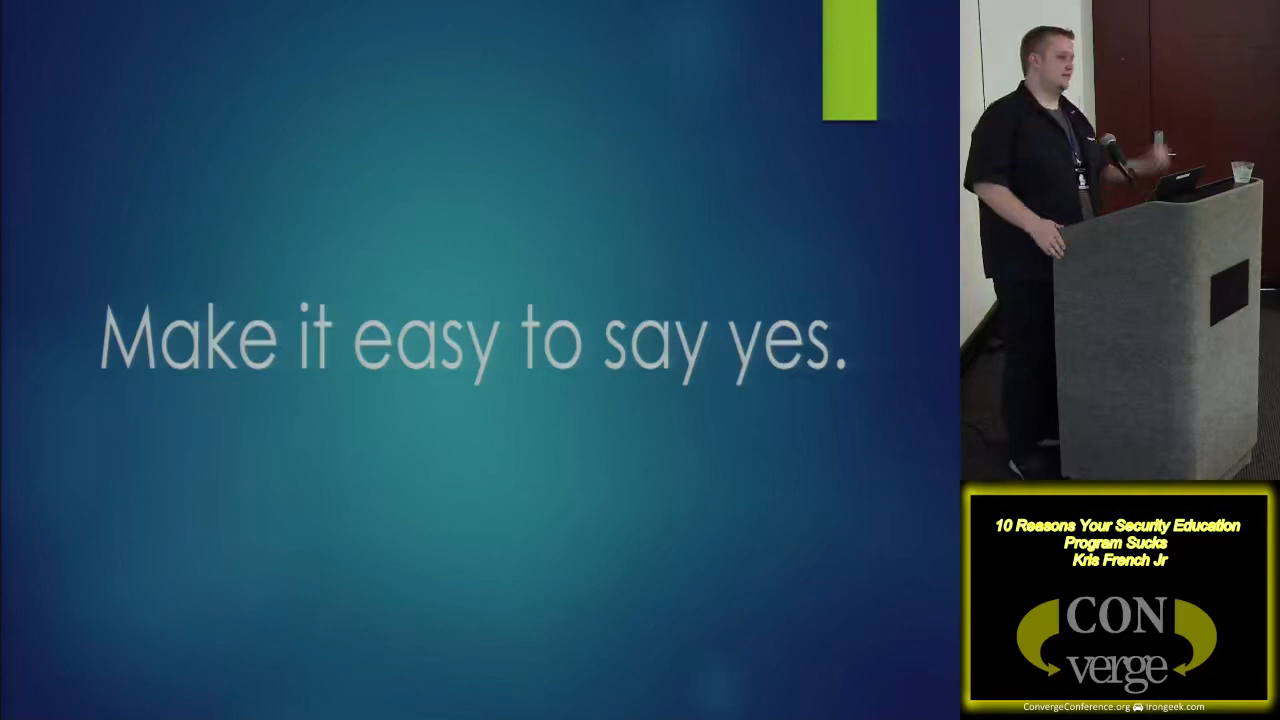 Make it easy to say yes.
10 Reasons Your Security Education
Program Sucks
Kris French Jr
CON
verge
ConvergeConference.org Irongeek.com